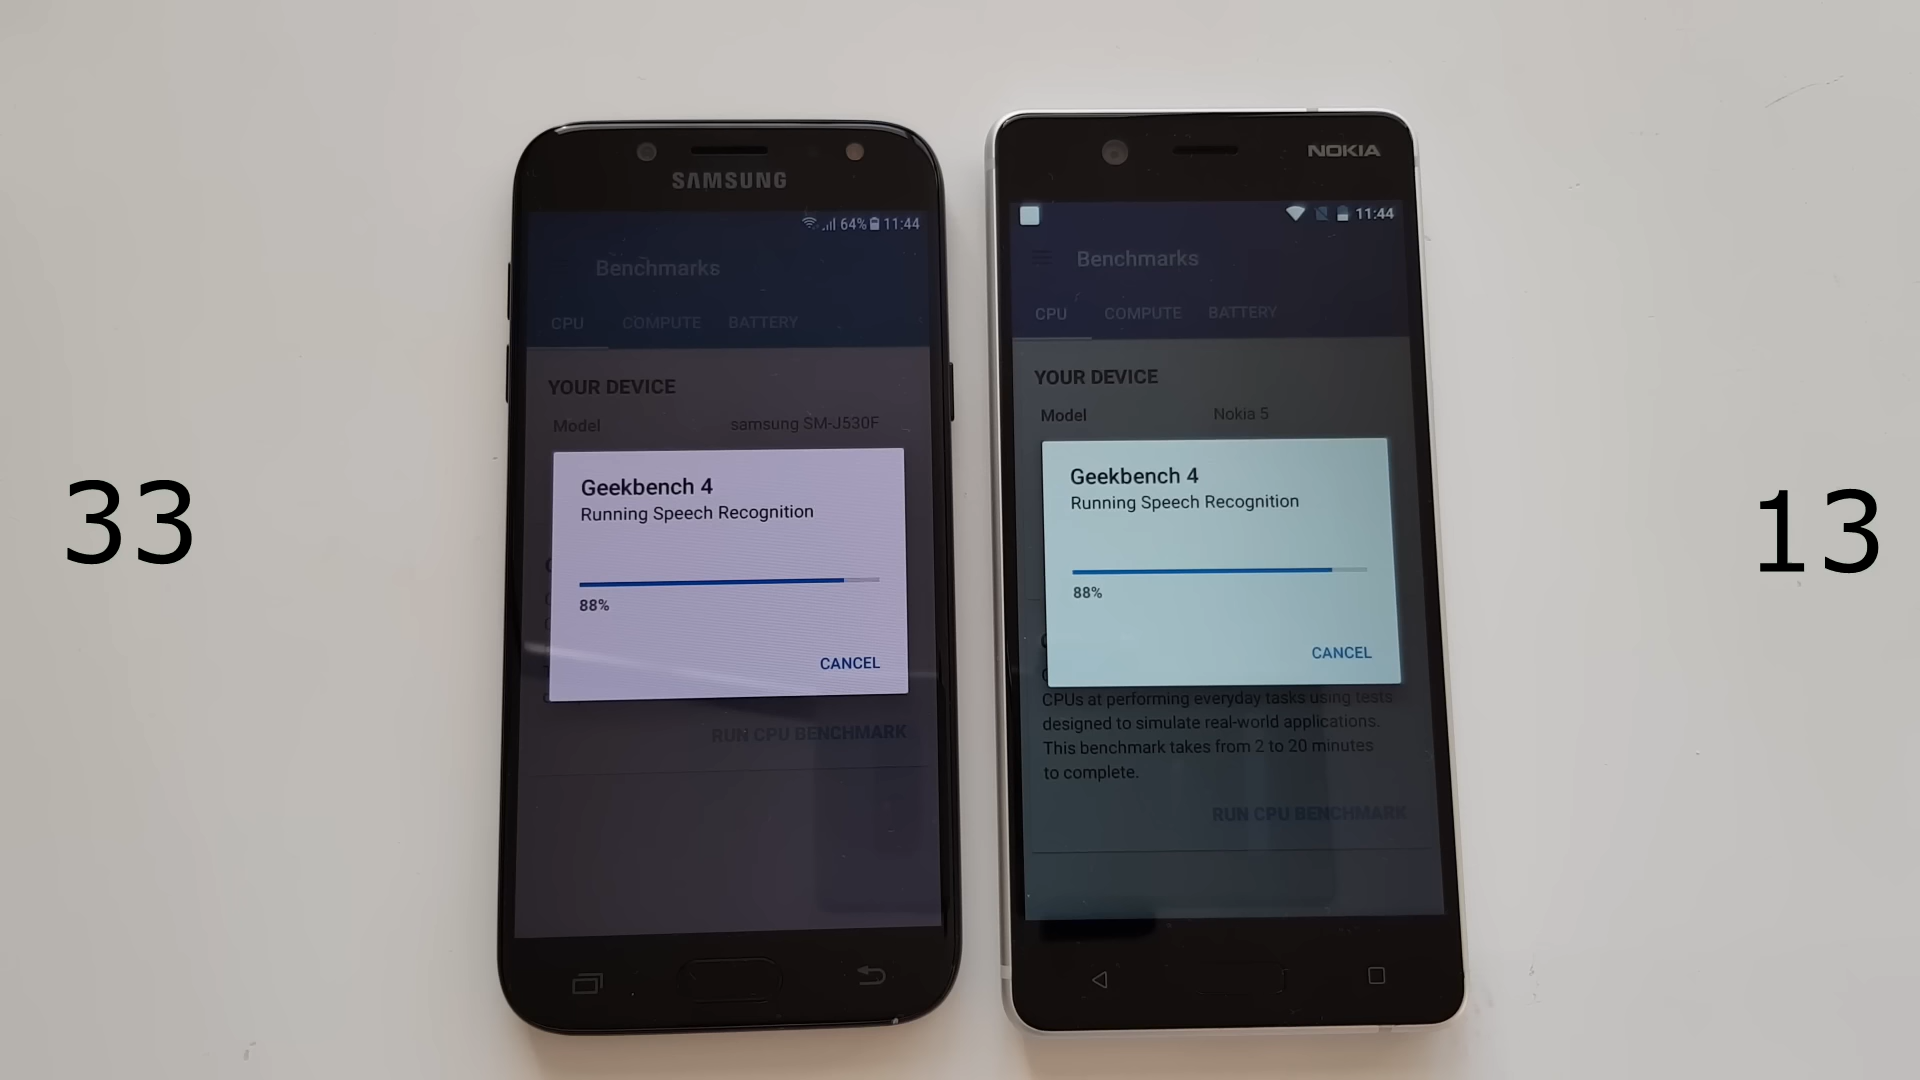 33
SAMSUNG
64% 11:44
Benchmarks
CPU COMPUTE BATTERY
YOUR DEVICE
Model samsung SM-J530F
Geekbench 4
Running Speech Recognition
88%
CANCEL
RUN CPU BENCHMARK
NOKIA
11:44
Benchmarks
CPU COMPUTE BATTERY
YOUR DEVICE
Model Nokia 5
Geekbench 4
Running Speech Recognition
88%
CANCEL
CPUs at performing everyday tasks using tests
designed to simulate real-world applications.
This benchmark takes from 2 to 20 minutes
to complete.
RUN CPU BENCHMARK
13